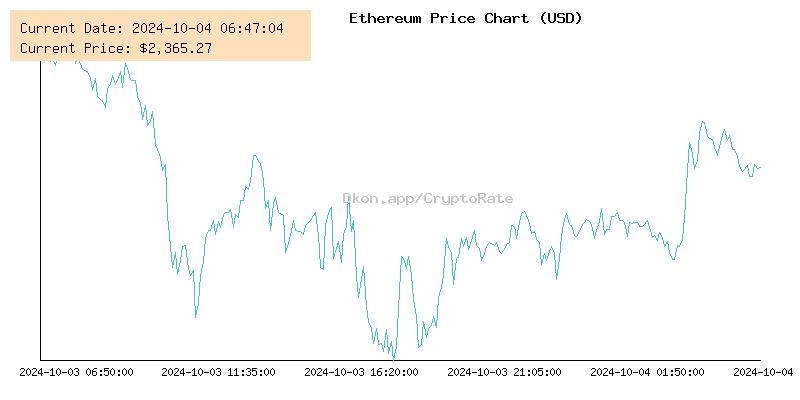 Ethereum Price Chart (USD)
Current Date: 2024-10-04 06:47:04
Current Price: $2,365.27
Dkon.app/CryptoRate
2024-10-03 06:50:00 2024-10-03 11:35:00 2024-10-03 16:20:00 2024-10-03 21:05:00 2024-10-04 01:50:00 2024-10-04